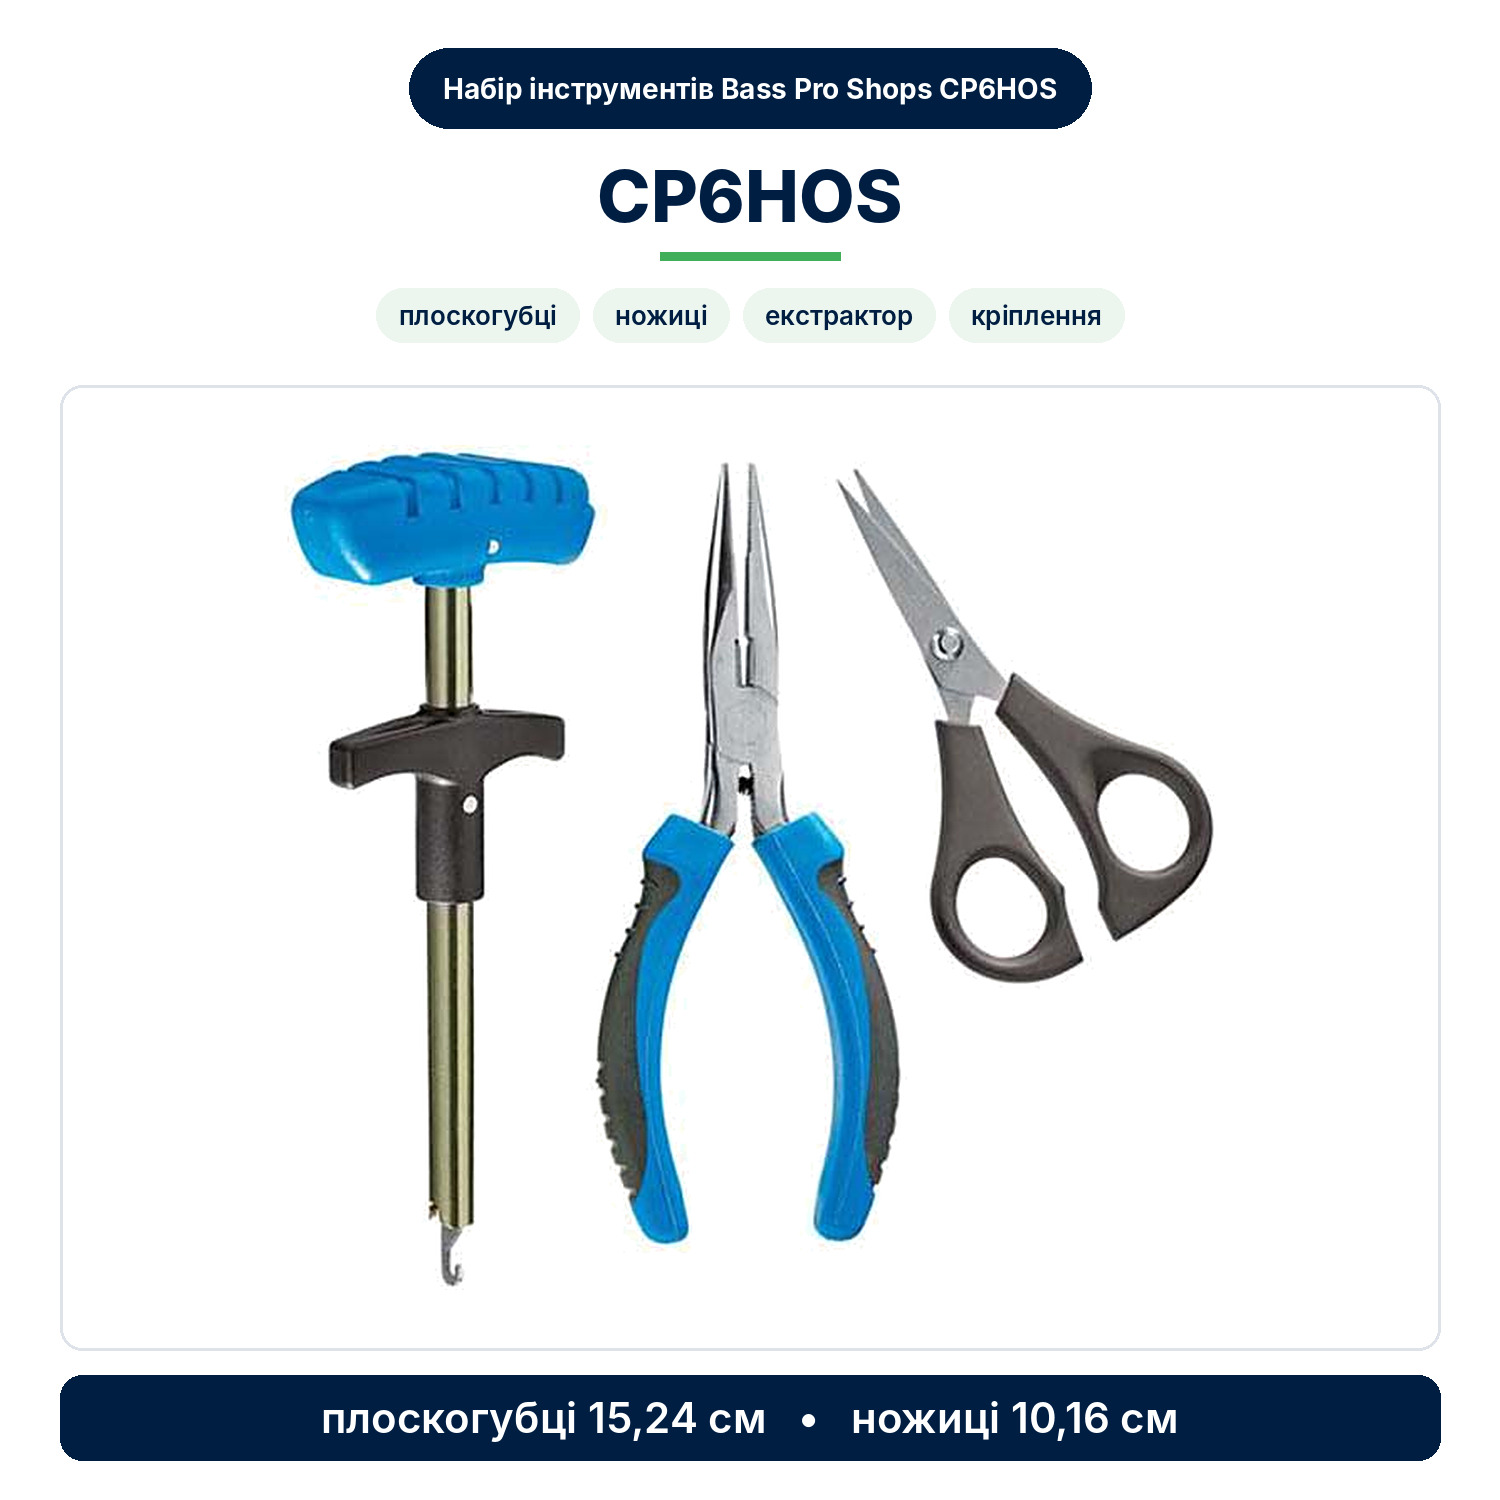 Набір інструментів Bass Pro Shops CP6HOS
CP6HOS
плоскогубці ножиці екстрактор кріплення
плоскогубці 15,24 см • ножиці 10,16 см